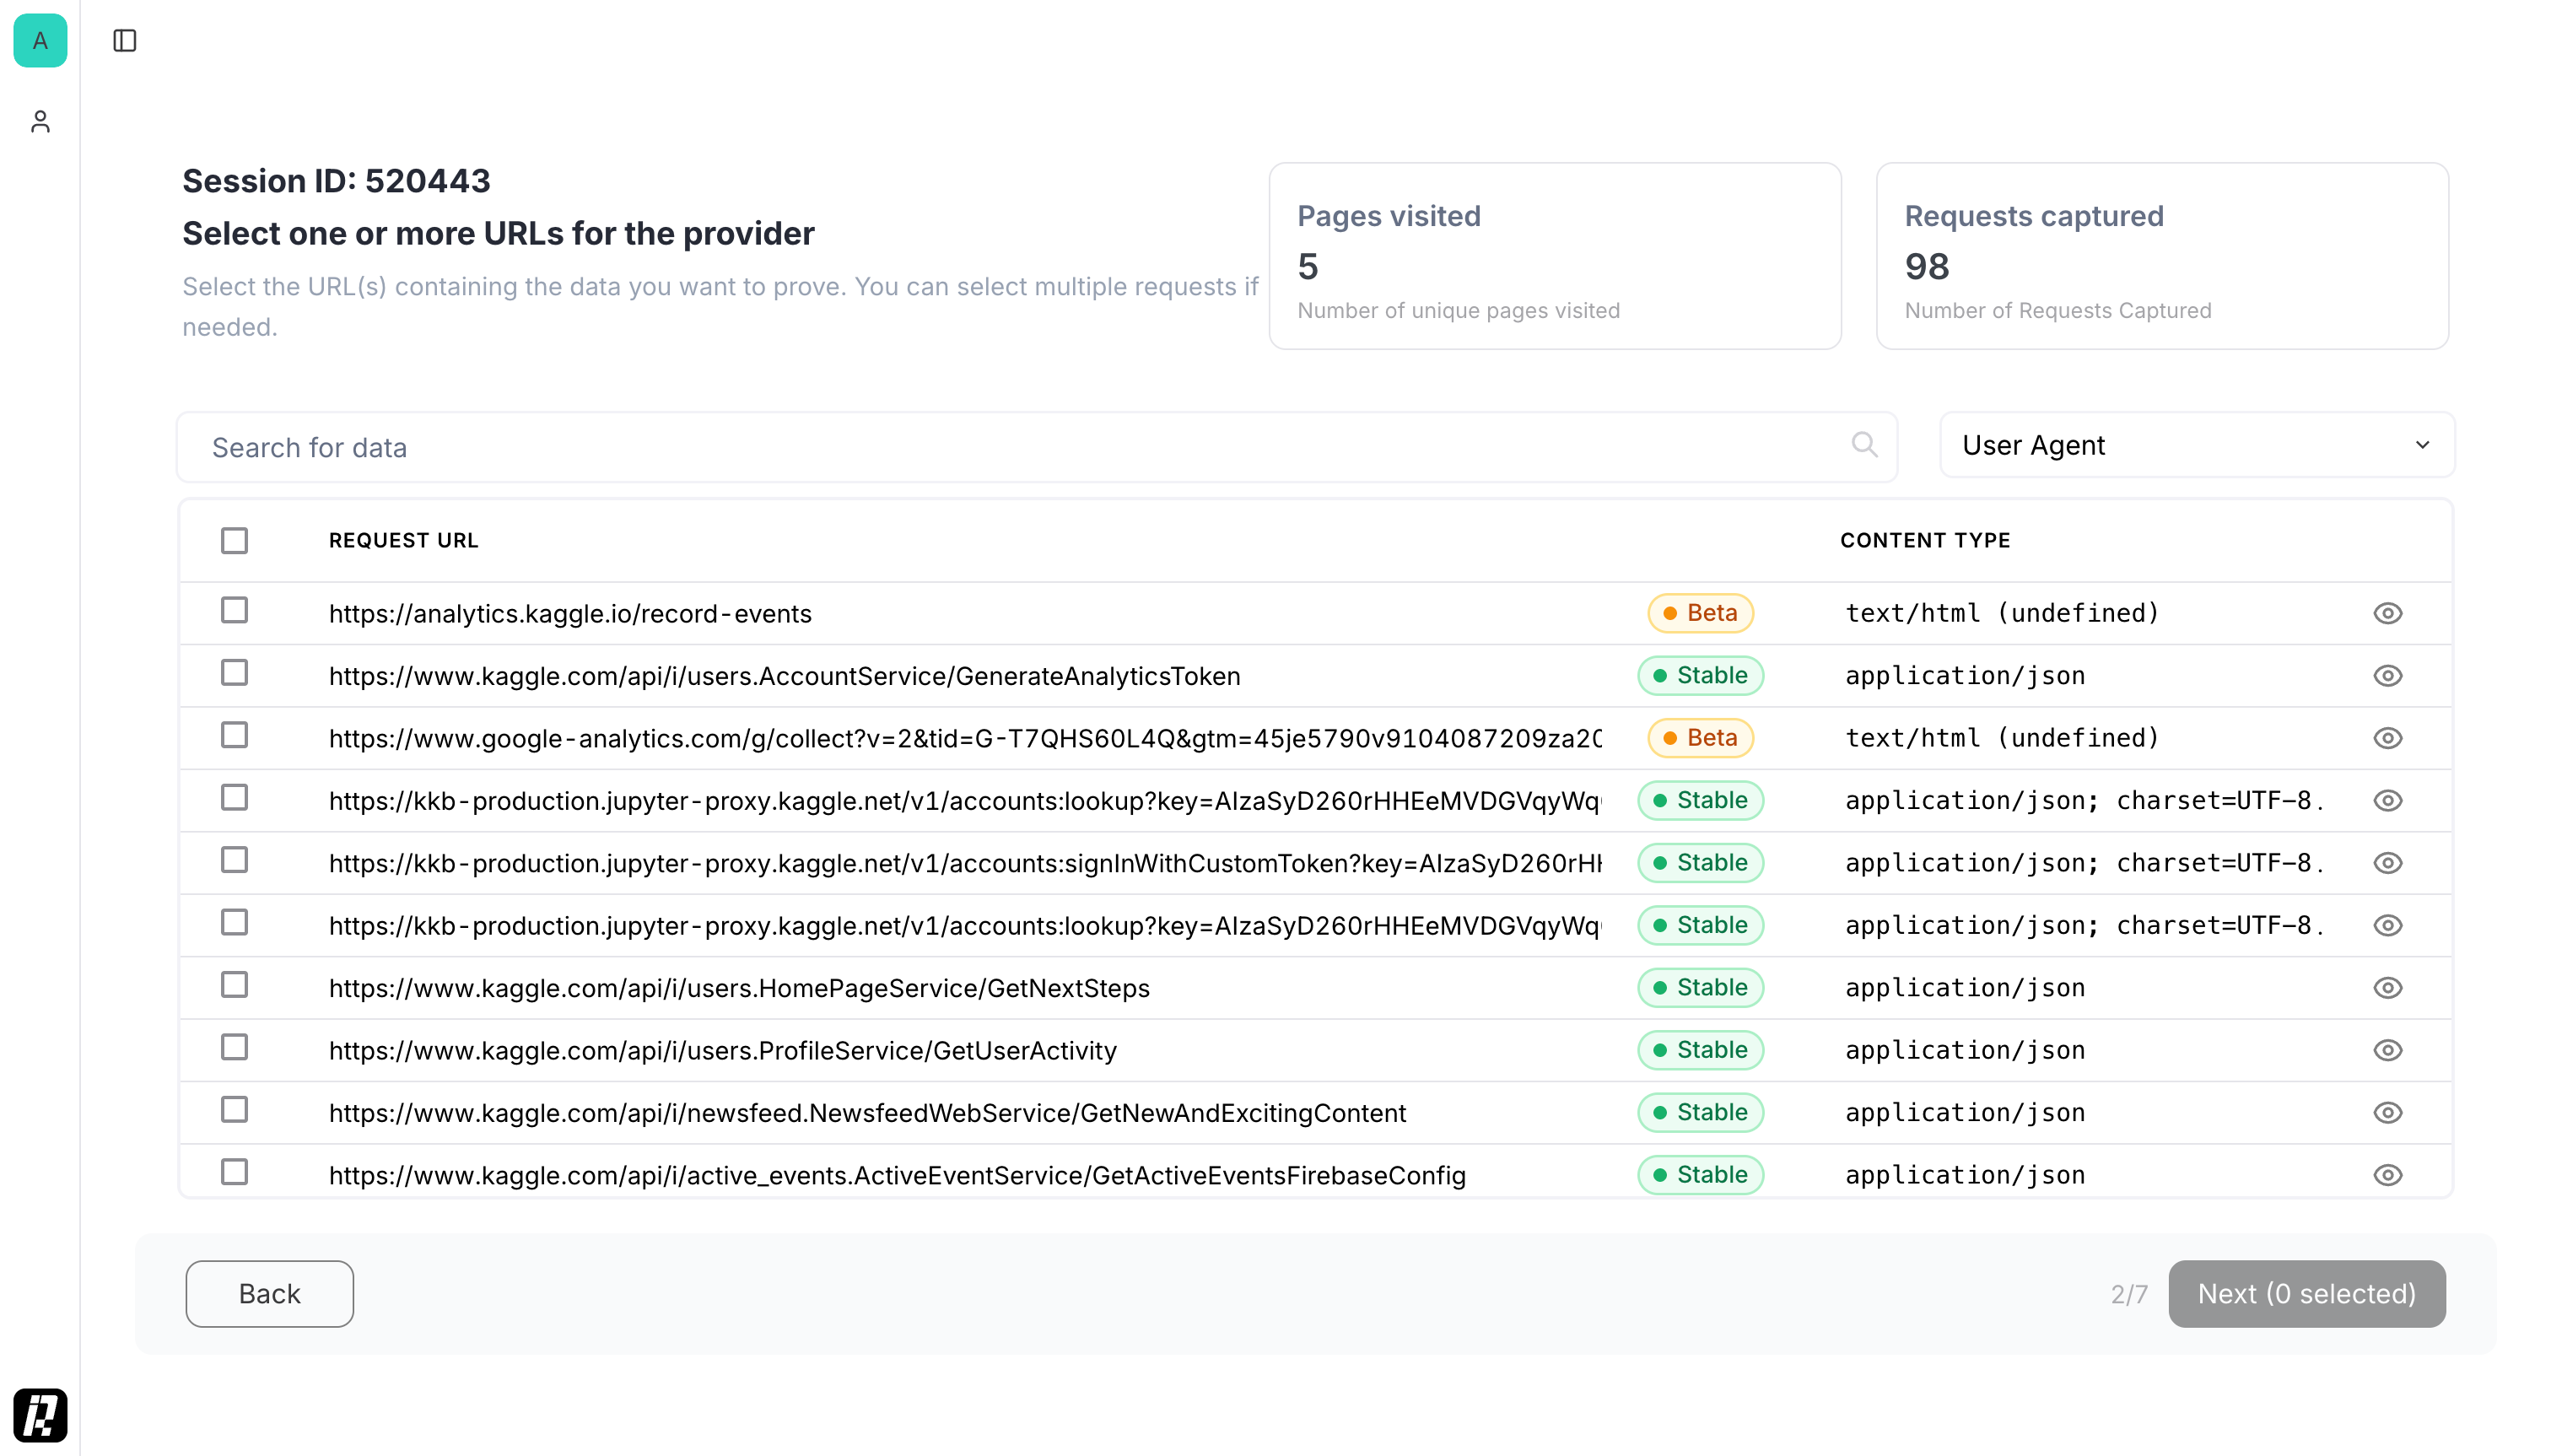 A
Session ID: 520443
Select one or more URLs for the provider
Select the URL(s) containing the data you want to prove. You can select multiple requests if
needed.
Pages visited
5
Number of unique pages visited
Requests captured
98
Number of Requests Captured
Search for data
User Agent
REQUEST URL CONTENT TYPE
https://analytics.kaggle.io/record-events Beta text/html (undefined)
https://www.kaggle.com/api/i/users.AccountService/GenerateAnalyticsToken Stable application/json
https://www.google-analytics.com/g/collect?v=2&tid=G-T7QHS60L4Q&gtm=45je5790v9104087209za20 Beta text/html (undefined)
https://kkb-production.jupyter-proxy.kaggle.net/v1/accounts:lookup?key=AIzaSyD260rHHEeMVDGVqyWq Stable application/json; charset=UTF-8.
https://kkb-production.jupyter-proxy.kaggle.net/v1/accounts:signInWithCustomToken?key=AIzaSyD260rHH Stable application/json; charset=UTF-8.
https://kkb-production.jupyter-proxy.kaggle.net/v1/accounts:lookup?key=AIzaSyD260rHHEeMVDGVqyWq Stable application/json; charset=UTF-8.
https://www.kaggle.com/api/i/users.HomePageService/GetNextSteps Stable application/json
https://www.kaggle.com/api/i/users.ProfileService/GetUserActivity Stable application/json
https://www.kaggle.com/api/i/newsfeed.NewsfeedWebService/GetNewAndExcitingContent Stable application/json
https://www.kaggle.com/api/i/active_events.ActiveEventService/GetActiveEventsFirebaseConfig Stable application/json
Back
2/7
Next (0 selected)